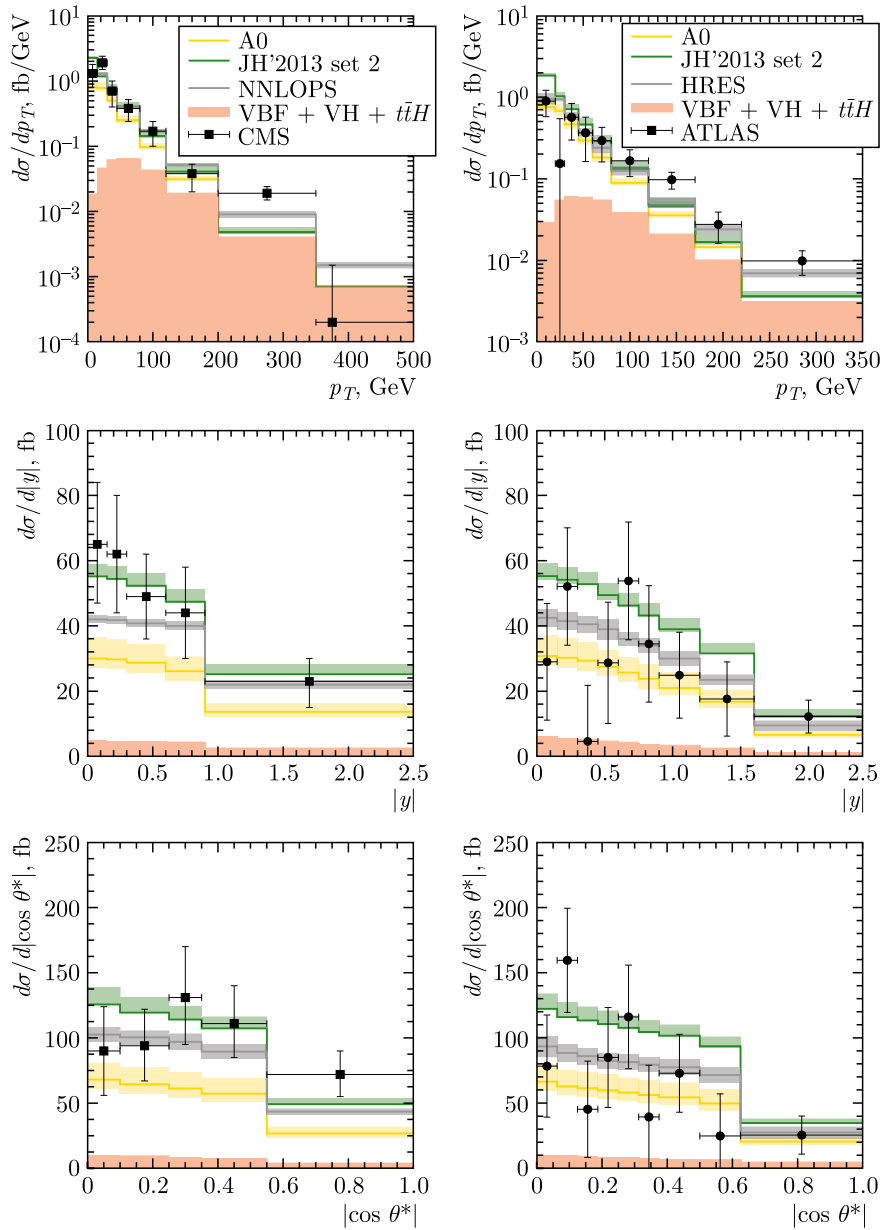 10^1
10^0
10^-1
10^-2
10^-3
10^-4
dσ/dp_T, fb/GeV
A0
JH'2013 set 2
NNLOPS
VBF + VH + tt̄H
CMS
0 100 200 300 400 500
p_T, GeV
10^1
10^0
10^-1
10^-2
10^-3
dσ/dp_T, fb/GeV
A0
JH'2013 set 2
HRES
VBF + VH + tt̄H
ATLAS
0 50 100 150 200 250 300 350
p_T, GeV
100
80
60
40
20
0
dσ/d|y|, fb
0 0.5 1.0 1.5 2.0 2.5
|y|
100
80
60
40
20
0
dσ/d|y|, fb
0 0.5 1.0 1.5 2.0 2.5
|y|
250
200
150
100
50
0
dσ/d|cos θ*|, fb
0 0.2 0.4 0.6 0.8 1.0
|cos θ*|
250
200
150
100
50
0
dσ/d|cos θ*|, fb
0 0.2 0.4 0.6 0.8 1.0
|cos θ*|